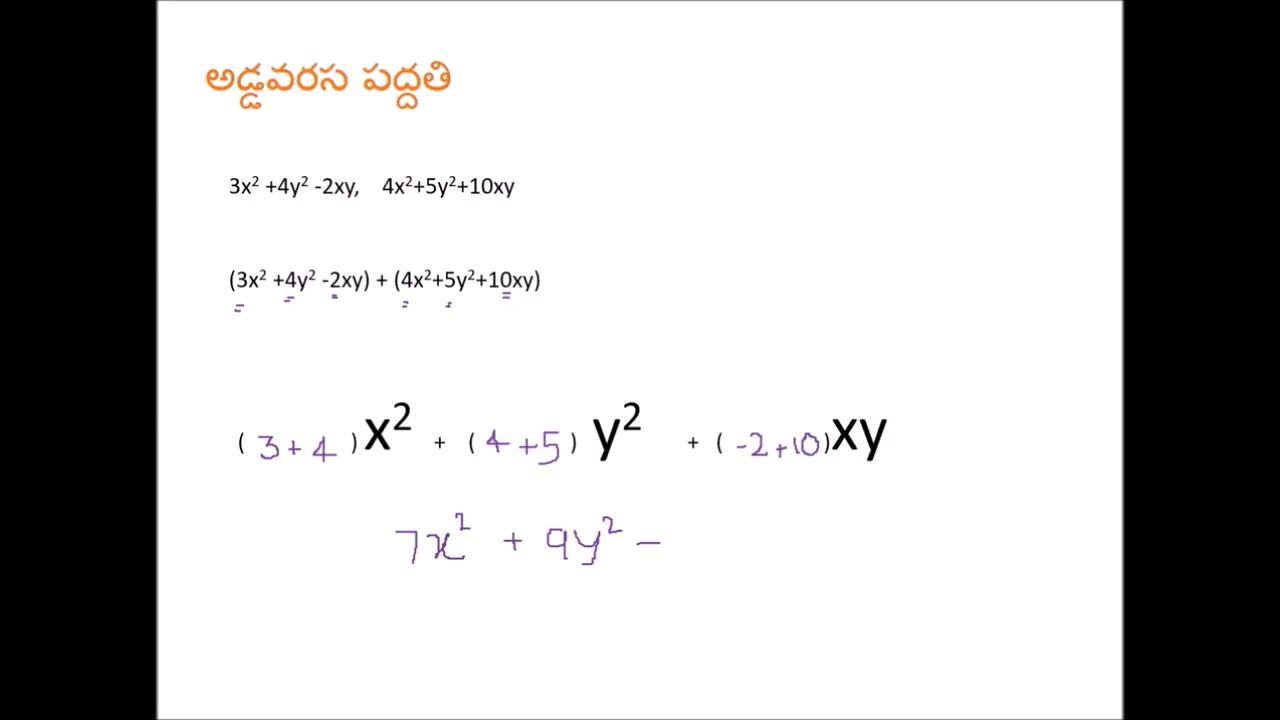 అడ్డవరస పద్దతి
3x² +4y² -2xy, 4x²+5y²+10xy
(3x² +4y² -2xy) + (4x²+5y²+10xy)
( 3 + 4 ) x² + ( 4 + 5 ) y² + ( -2 + 10 ) xy
7x² + 9y² −